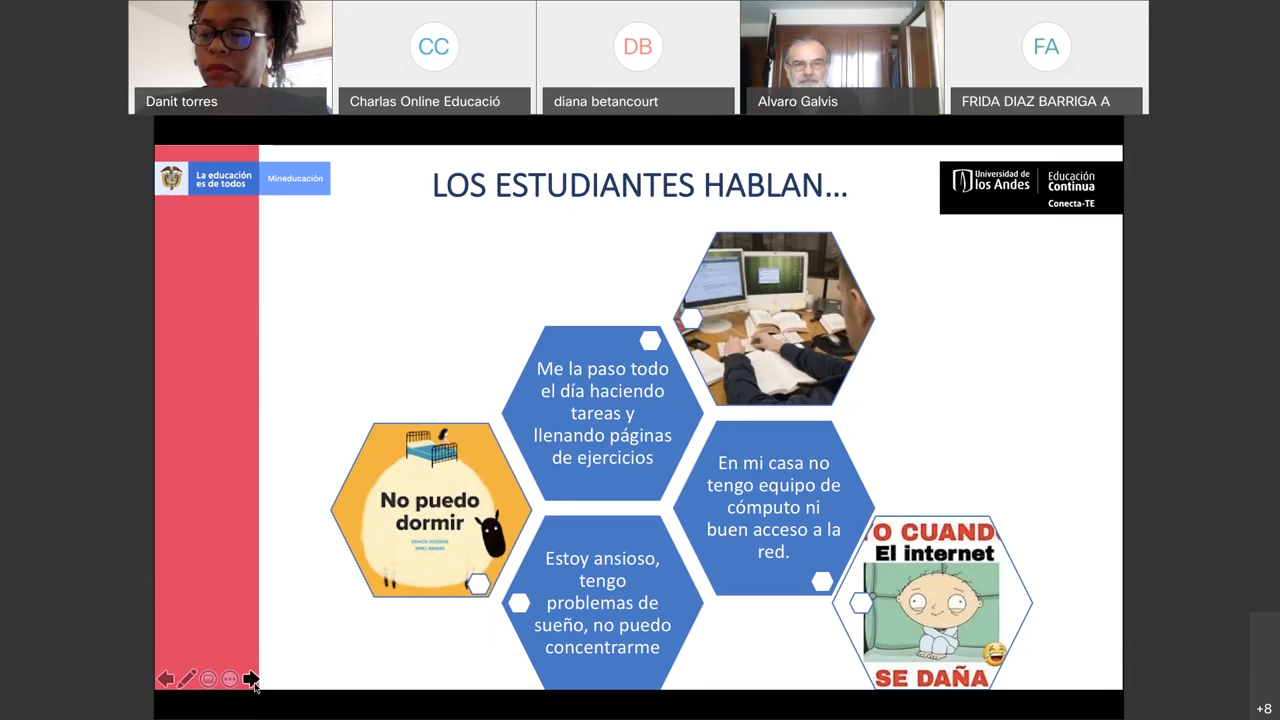 CC
DB
FA
Danit torres
Charlas Online Educació
diana betancourt
Alvaro Galvis
FRIDA DIAZ BARRIGA A
La educación
es de todos
Mineducación
LOS ESTUDIANTES HABLAN...
Universidad de
los Andes
Educación
Continua
Conecta-TE
Me la paso todo
el día haciendo
tareas y
llenando páginas
de ejercicios
En mi casa no
tengo equipo de
cómputo ni
buen acceso a la
red.
No puedo
dormir
Estoy ansioso,
tengo
problemas de
sueño, no puedo
concentrarme
O CUAND
El internet
SE DAÑA
+8